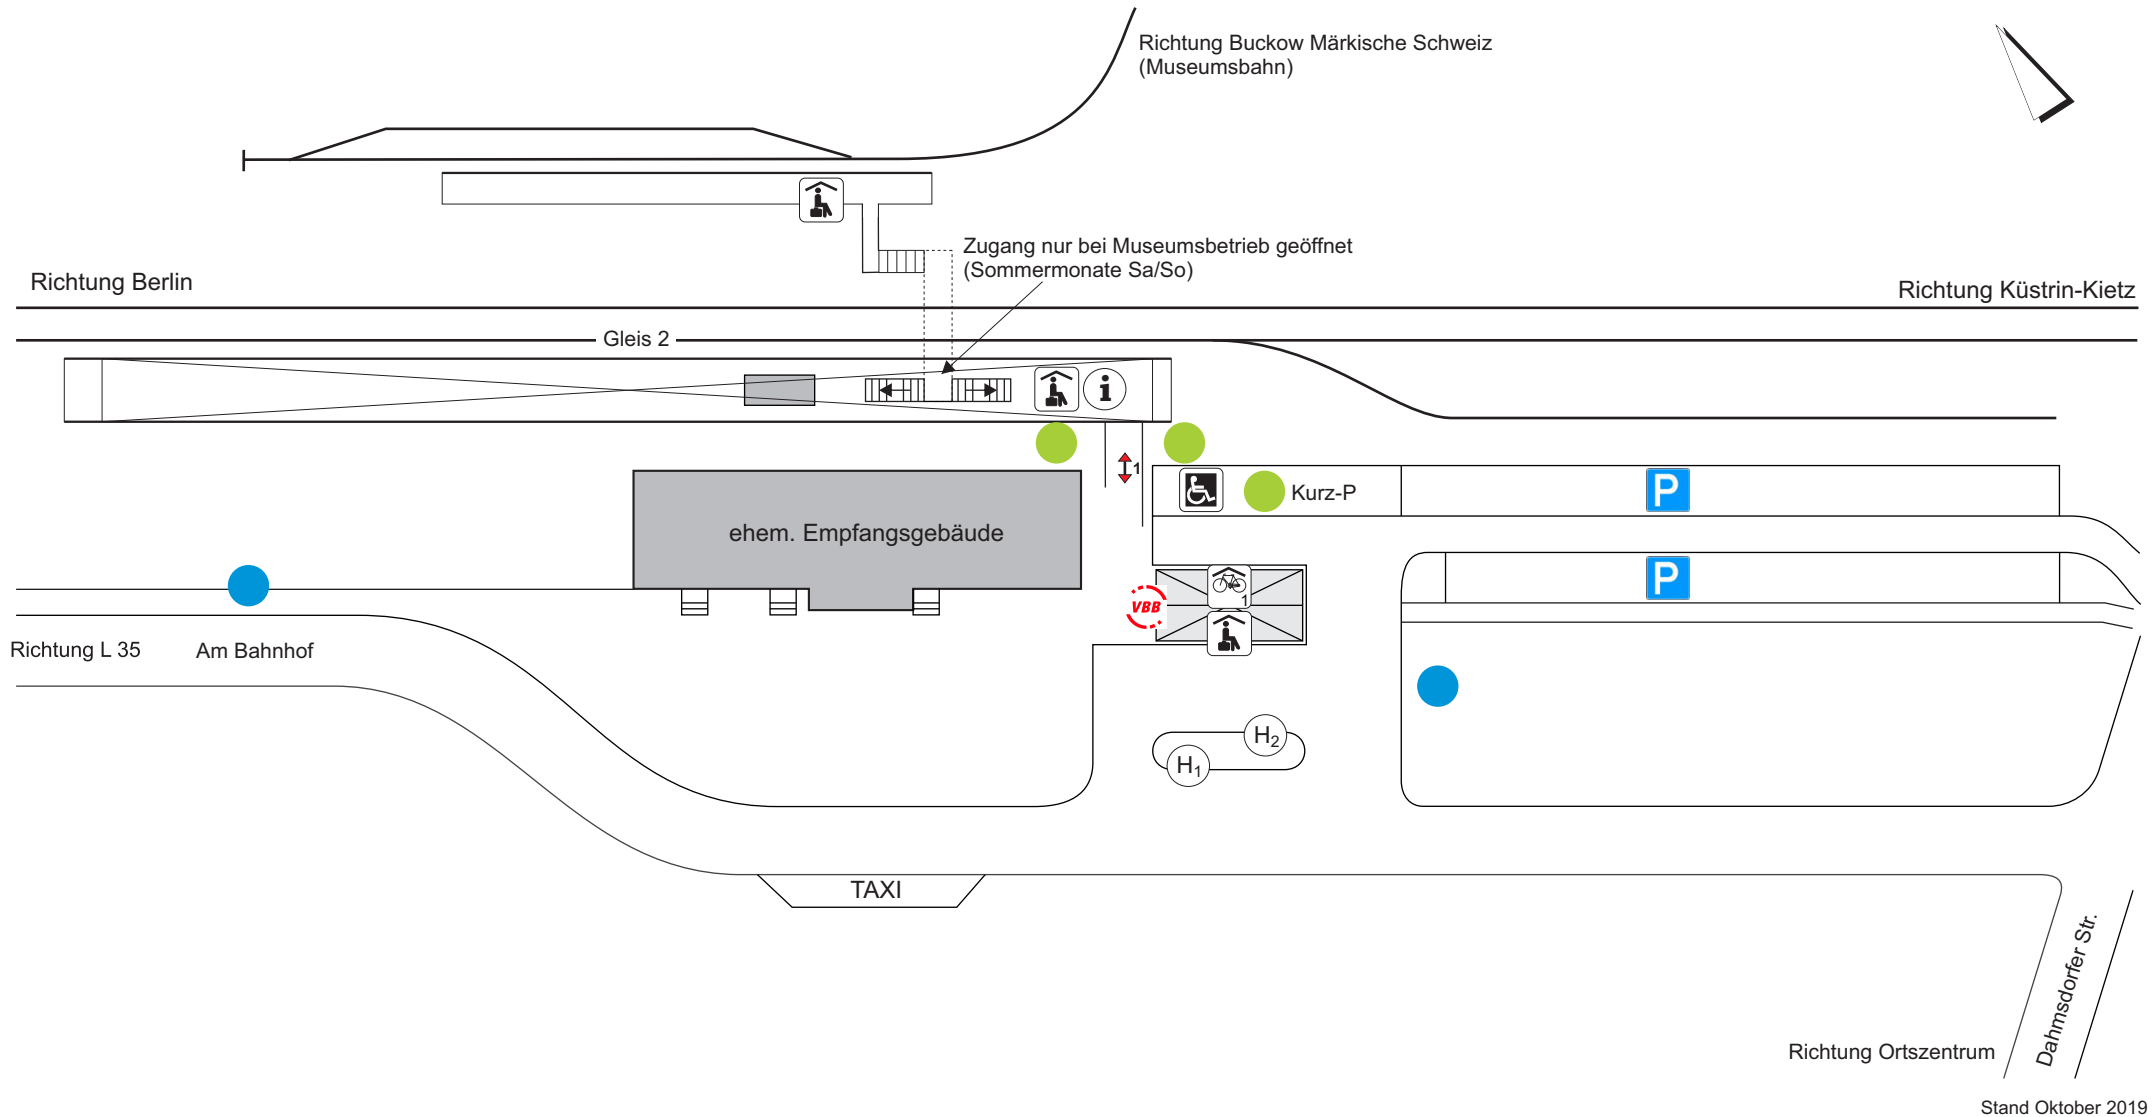 Richtung Buckow Märkische Schweiz
(Museumsbahn)
Zugang nur bei Museumsbetrieb geöffnet
(Sommermonate Sa/So)
Richtung Berlin
Richtung Küstrin-Kietz
Gleis 2
i
1
Kurz-P
P
ehem. Empfangsgebäude
P
1
VBB
Richtung L 35
Am Bahnhof
H2
H1
TAXI
Dahmsdorfer Str.
Richtung Ortszentrum
Stand Oktober 2019